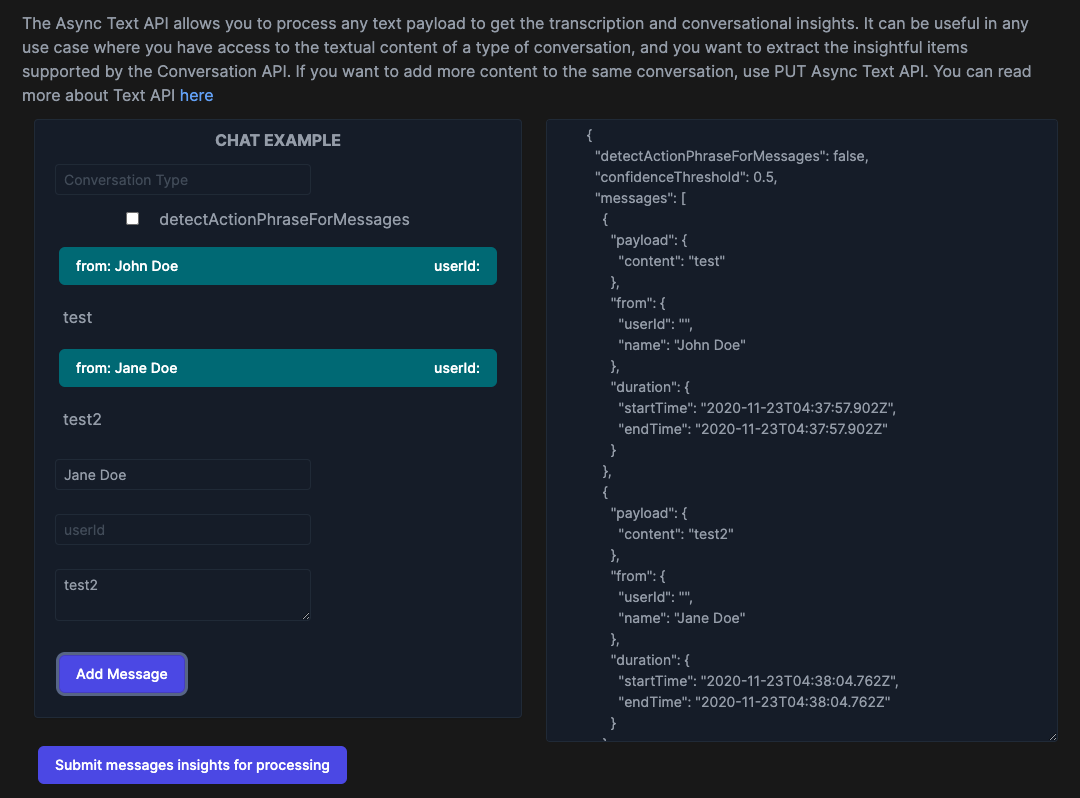 The Async Text API allows you to process any text payload to get the transcription and conversational insights. It can be useful in any
use case where you have access to the textual content of a type of conversation, and you want to extract the insightful items
supported by the Conversation API. If you want to add more content to the same conversation, use PUT Async Text API. You can read
more about Text API here
CHAT EXAMPLE
Conversation Type
detectActionPhraseForMessages
from: John Doe userId:
test
from: Jane Doe userId:
test2
Jane Doe
userId
test2
Add Message
Submit messages insights for processing
{
"detectActionPhraseForMessages": false,
"confidenceThreshold": 0.5,
"messages": [
{
"payload": {
"content": "test"
},
"from": {
"userId": "",
"name": "John Doe"
},
"duration": {
"startTime": "2020-11-23T04:37:57.902Z",
"endTime": "2020-11-23T04:37:57.902Z"
}
},
{
"payload": {
"content": "test2"
},
"from": {
"userId": "",
"name": "Jane Doe"
},
"duration": {
"startTime": "2020-11-23T04:38:04.762Z",
"endTime": "2020-11-23T04:38:04.762Z"
}